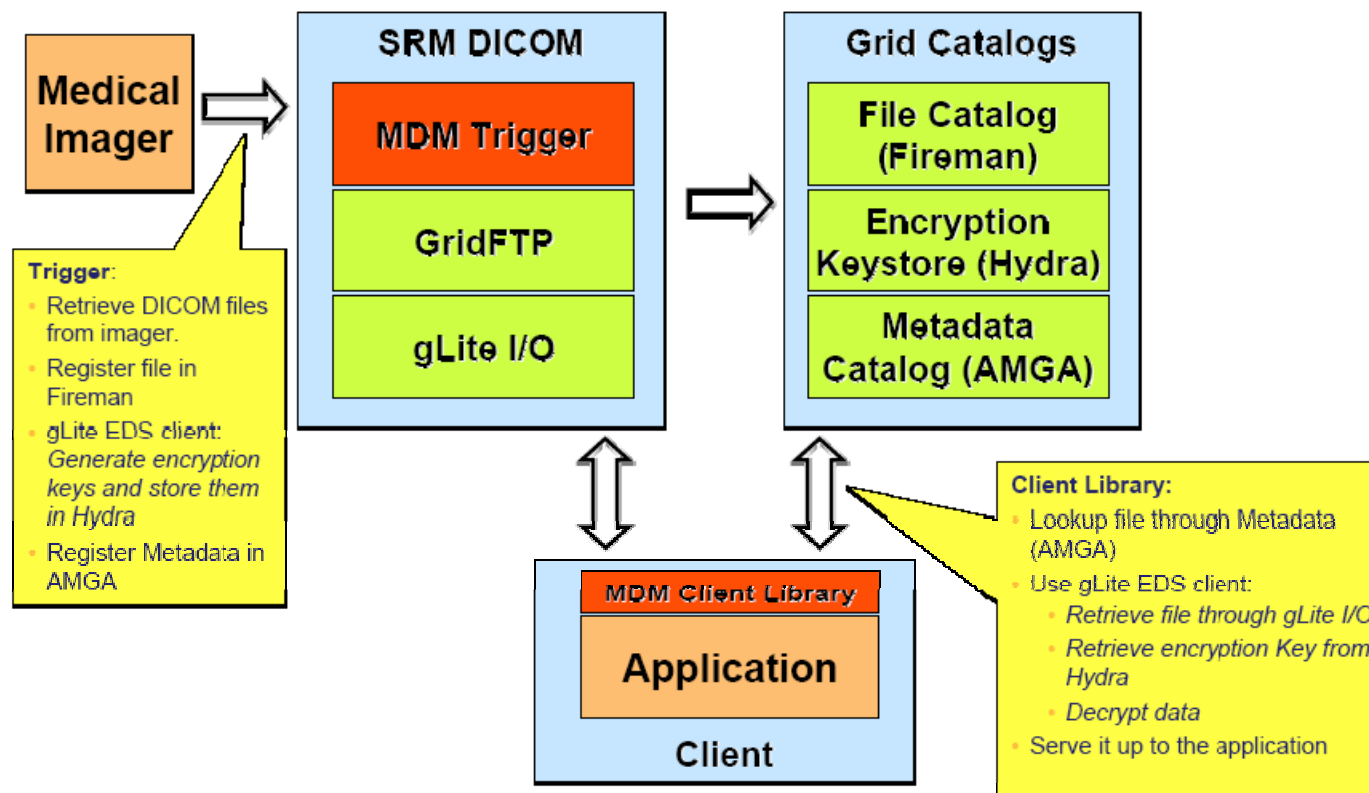 Medical
Imager
SRM DICOM
MDM Trigger
GridFTP
gLite I/O
Grid Catalogs
File Catalog
(Fireman)
Encryption
Keystore (Hydra)
Metadata
Catalog (AMGA)
Trigger:
• Retrieve DICOM files
from imager.
• Register file in
Fireman
• gLite EDS client:
Generate encryption
keys and store them
in Hydra
• Register Metadata in
AMGA
MDM Client Library
Application
Client
Client Library:
• Lookup file through Metadata
(AMGA)
• Use gLite EDS client:
• Retrieve file through gLite I/O
• Retrieve encryption Key from
Hydra
• Decrypt data
• Serve it up to the application